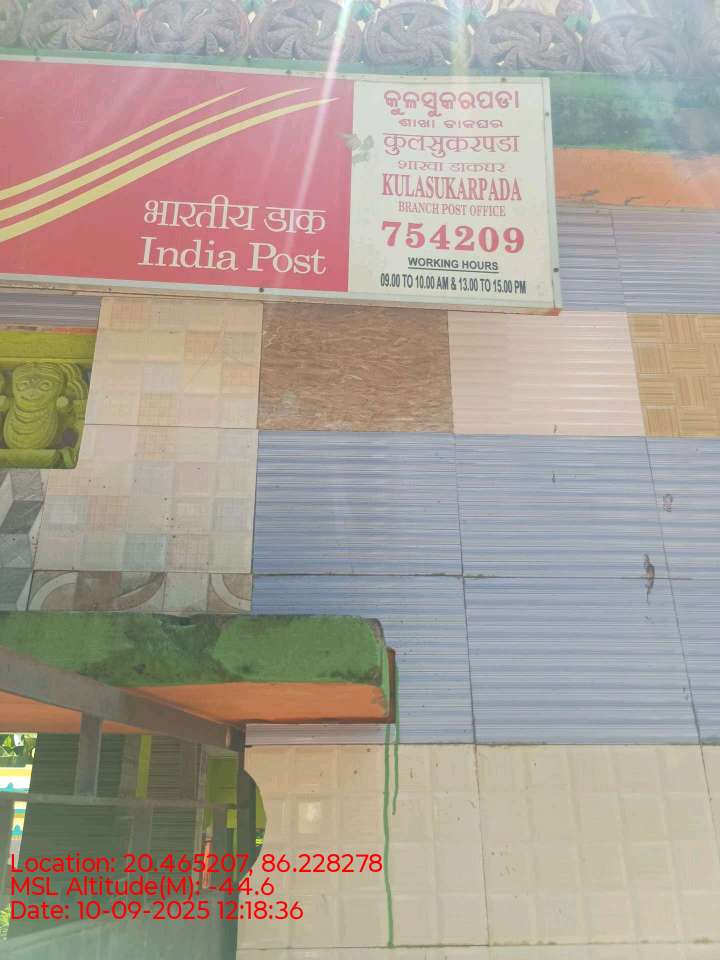 भारतीय डाक
India Post
କୁଳସୁକରପଡା
ଶାଖା ଡାକଘର
कुलसुकरपडा
शाखा डाकघर
KULASUKARPADA
BRANCH POST OFFICE
754209
WORKING HOURS
09.00 TO 10.00 AM & 13.00 TO 15.00 PM
Location: 20.465207, 86.228278
MSL Altitude(M): -44.6
Date: 10-09-2025 12:18:36